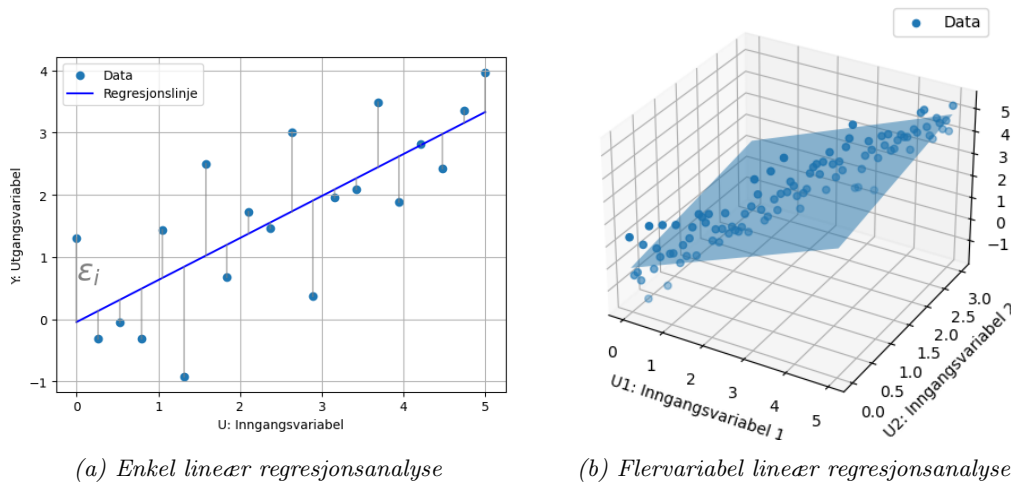 Data
Regresjonslinje
4
3
2
1
0
−1
Y: Utgangsvariabel
εi
0 1 2 3 4 5
U: Inngangsvariabel
(a) Enkel lineær regresjonsanalyse
Data
5
4
3
2
1
0
−1
3.0
2.5
2.0
1.5
1.0
0.5
0.0
U2: Inngangsvariabel 2
0 1 2 3 4 5
U1: Inngangsvariabel 1
(b) Flervariabel lineær regresjonsanalyse